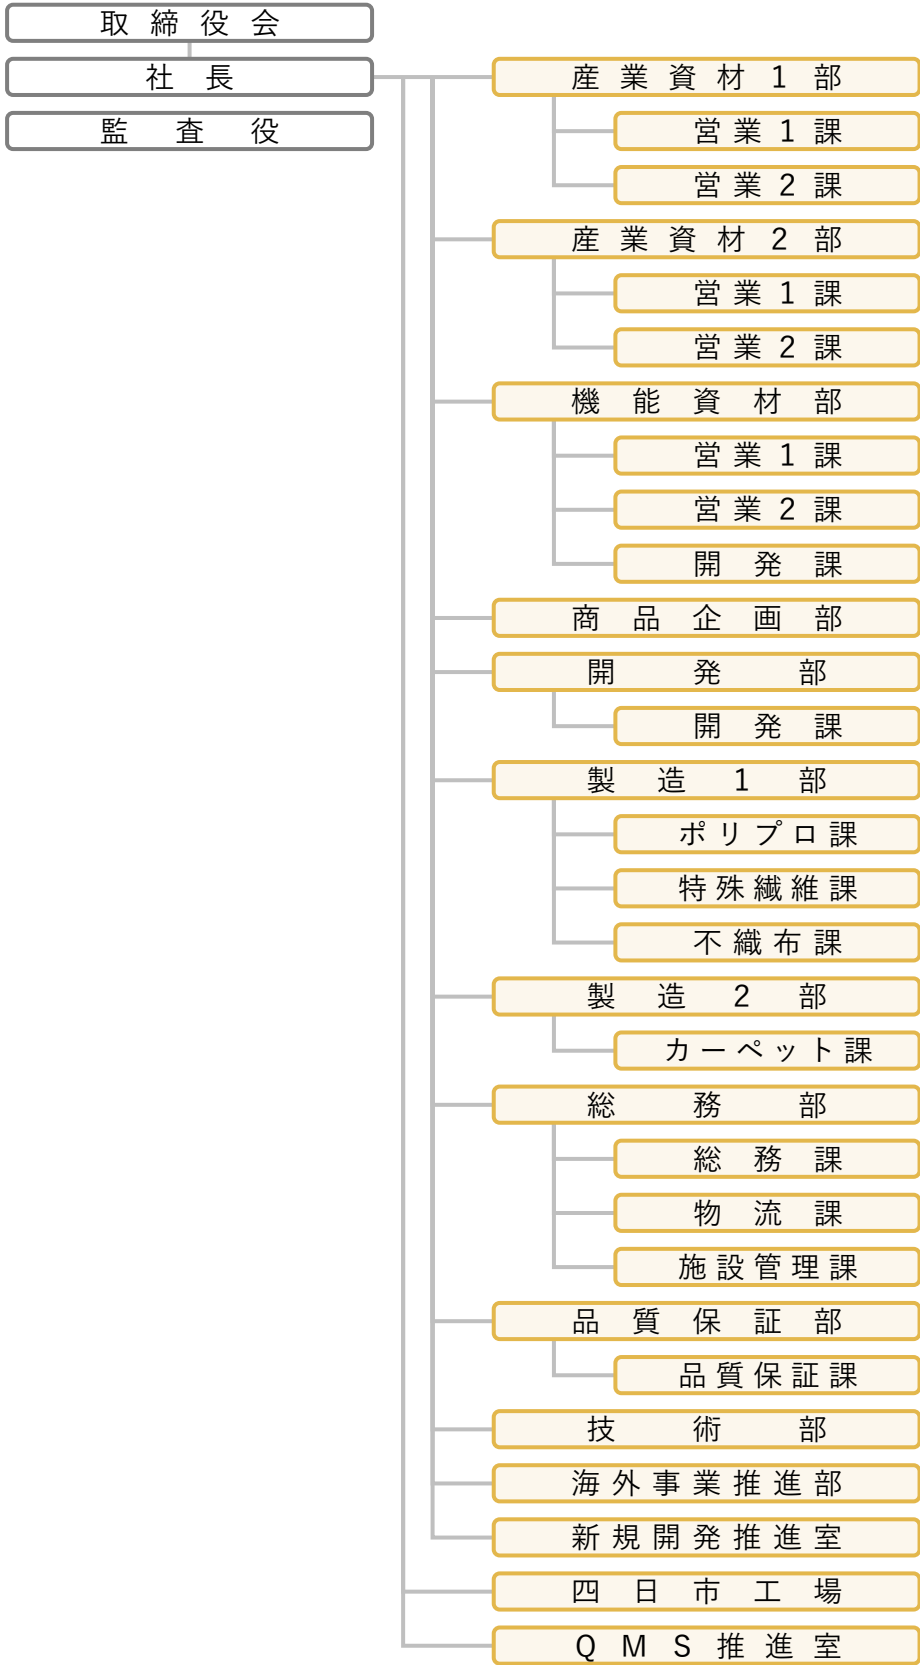 取締役会
社長
監査役
産業資材1部
営業1課
営業2課
産業資材2部
営業1課
営業2課
機能資材部
営業1課
営業2課
開発課
商品企画部
開発部
開発課
製造1部
ポリプロ課
特殊繊維課
不織布課
製造2部
カーペット課
総務部
総務課
物流課
施設管理課
品質保証部
品質保証課
技術部
海外事業推進部
新規開発推進室
四日市工場
QMS推進室